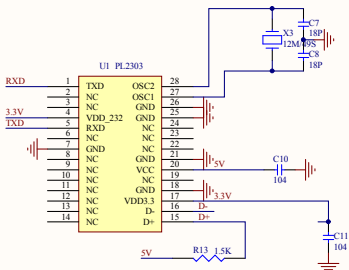 C7
18P
X3
12M/49S
C8
18P
U1 PL2303
RXD 1 TXD OSC2 28
2 NC OSC1 27
3 NC GND 26
3.3V 4 VDD_232 GND 25
TXD 5 RXD NC 24
6 NC NC 23
7 GND NC 22
8 NC GND 21
9 NC VCC 20 5V
10 NC NC 19
11 NC GND 18
12 NC VDD3.3 17 3.3V
13 NC D- 16 D-
14 NC D+ 15 D+
C10
104
C11
104
5V R13 1.5K